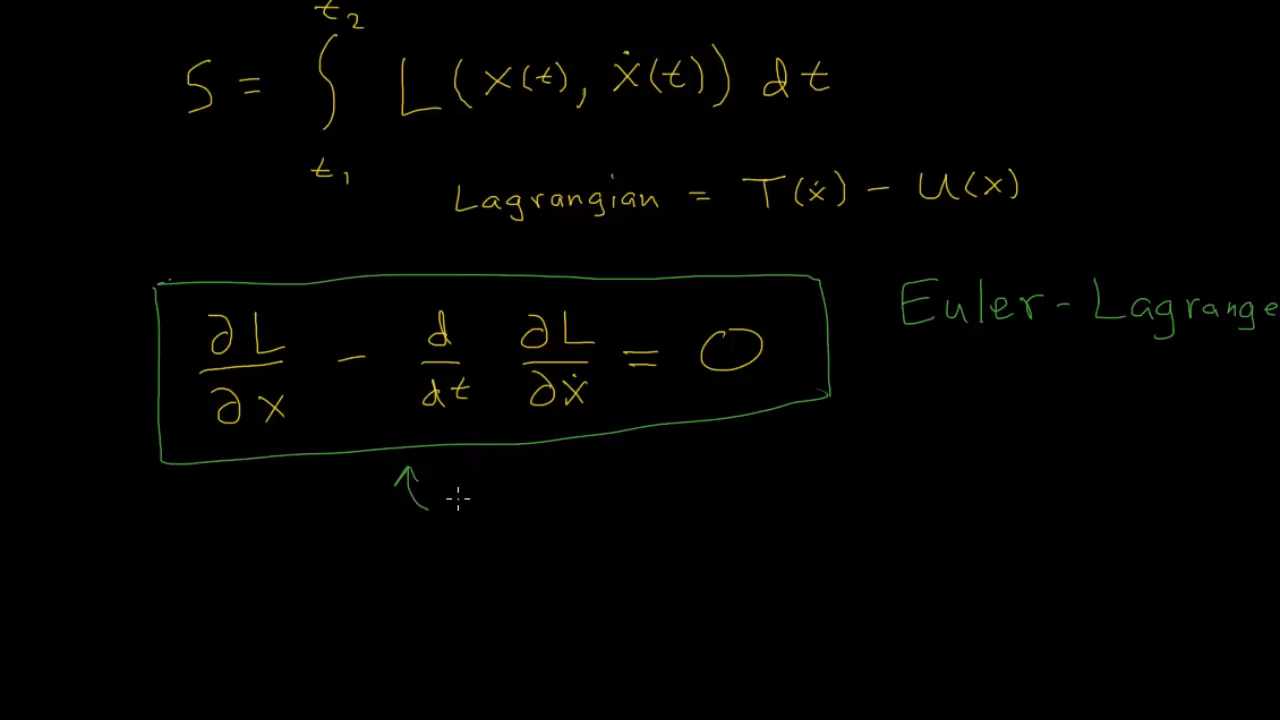 S = ∫_{t₁}^{t₂} L(x(t), ẋ(t)) dt
Lagrangian = T(ẋ) - U(x)
∂L/∂x - d/dt ∂L/∂ẋ = 0
Euler-Lagrange